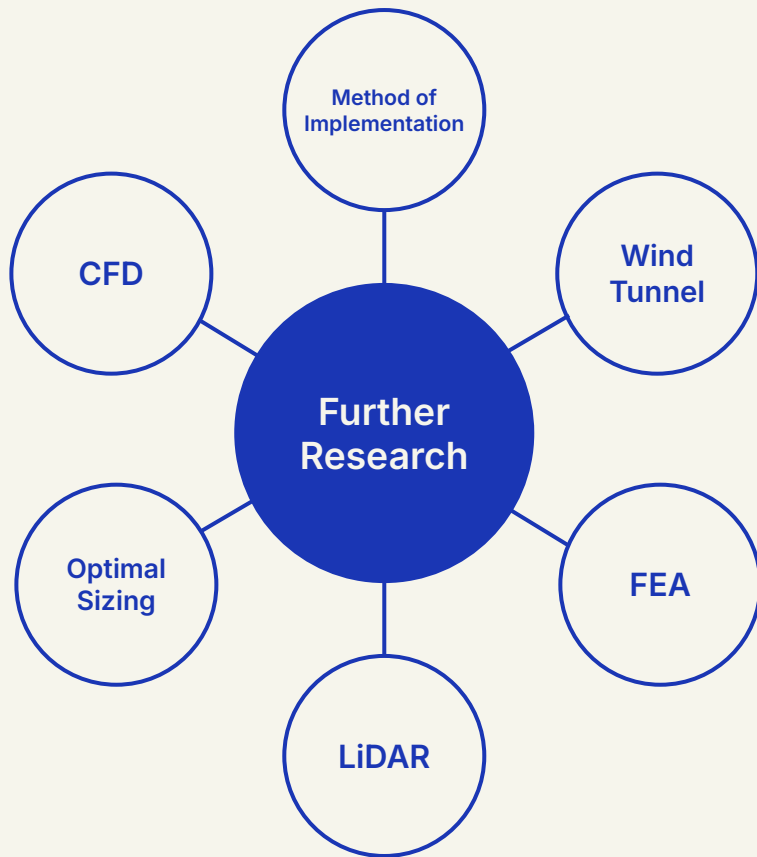 Method of
Implementation
CFD
Wind
Tunnel
Further
Research
Optimal
Sizing
FEA
LiDAR